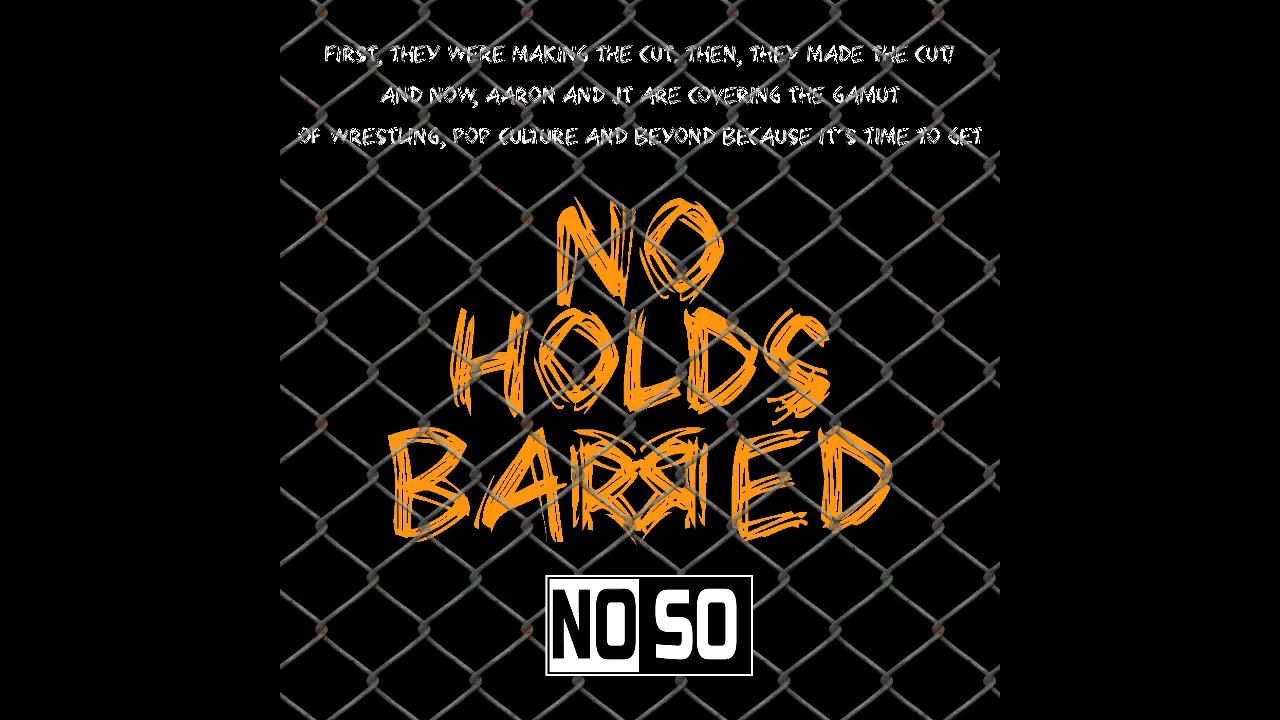 FIRST, THEY WERE MAKING THE CUT. THEN, THEY MADE THE CUT!
AND NOW, AARON AND JT ARE COVERING THE GAMUT
OF WRESTLING, POP CULTURE AND BEYOND BECAUSE IT'S TIME TO GET
NO
HOLDS
BARRED
NO SO